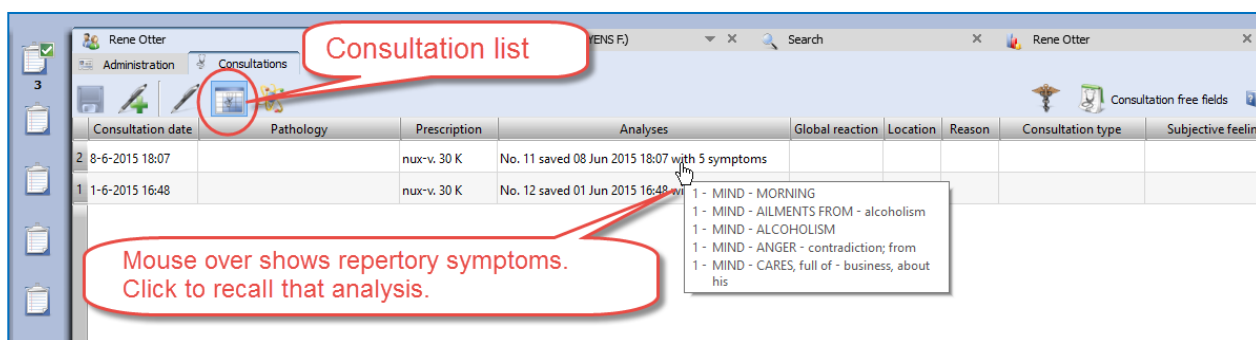 Rene Otter
YENS F.)
Search
Rene Otter
Consultation list
Administration
Consultations
3
Consultation free fields
Consultation date
Pathology
Prescription
Analyses
Global reaction
Location
Reason
Consultation type
Subjective feelin
2
8-6-2015 18:07
nux-v. 30 K
No. 11 saved 08 Jun 2015 18:07 with 5 symptoms
1
1-6-2015 16:48
nux-v. 30 K
No. 12 saved 01 Jun 2015 16:48 wi
1 - MIND - MORNING
1 - MIND - AILMENTS FROM - alcoholism
1 - MIND - ALCOHOLISM
1 - MIND - ANGER - contradiction; from
1 - MIND - CARES, full of - business, about
his
Mouse over shows repertory symptoms.
Click to recall that analysis.